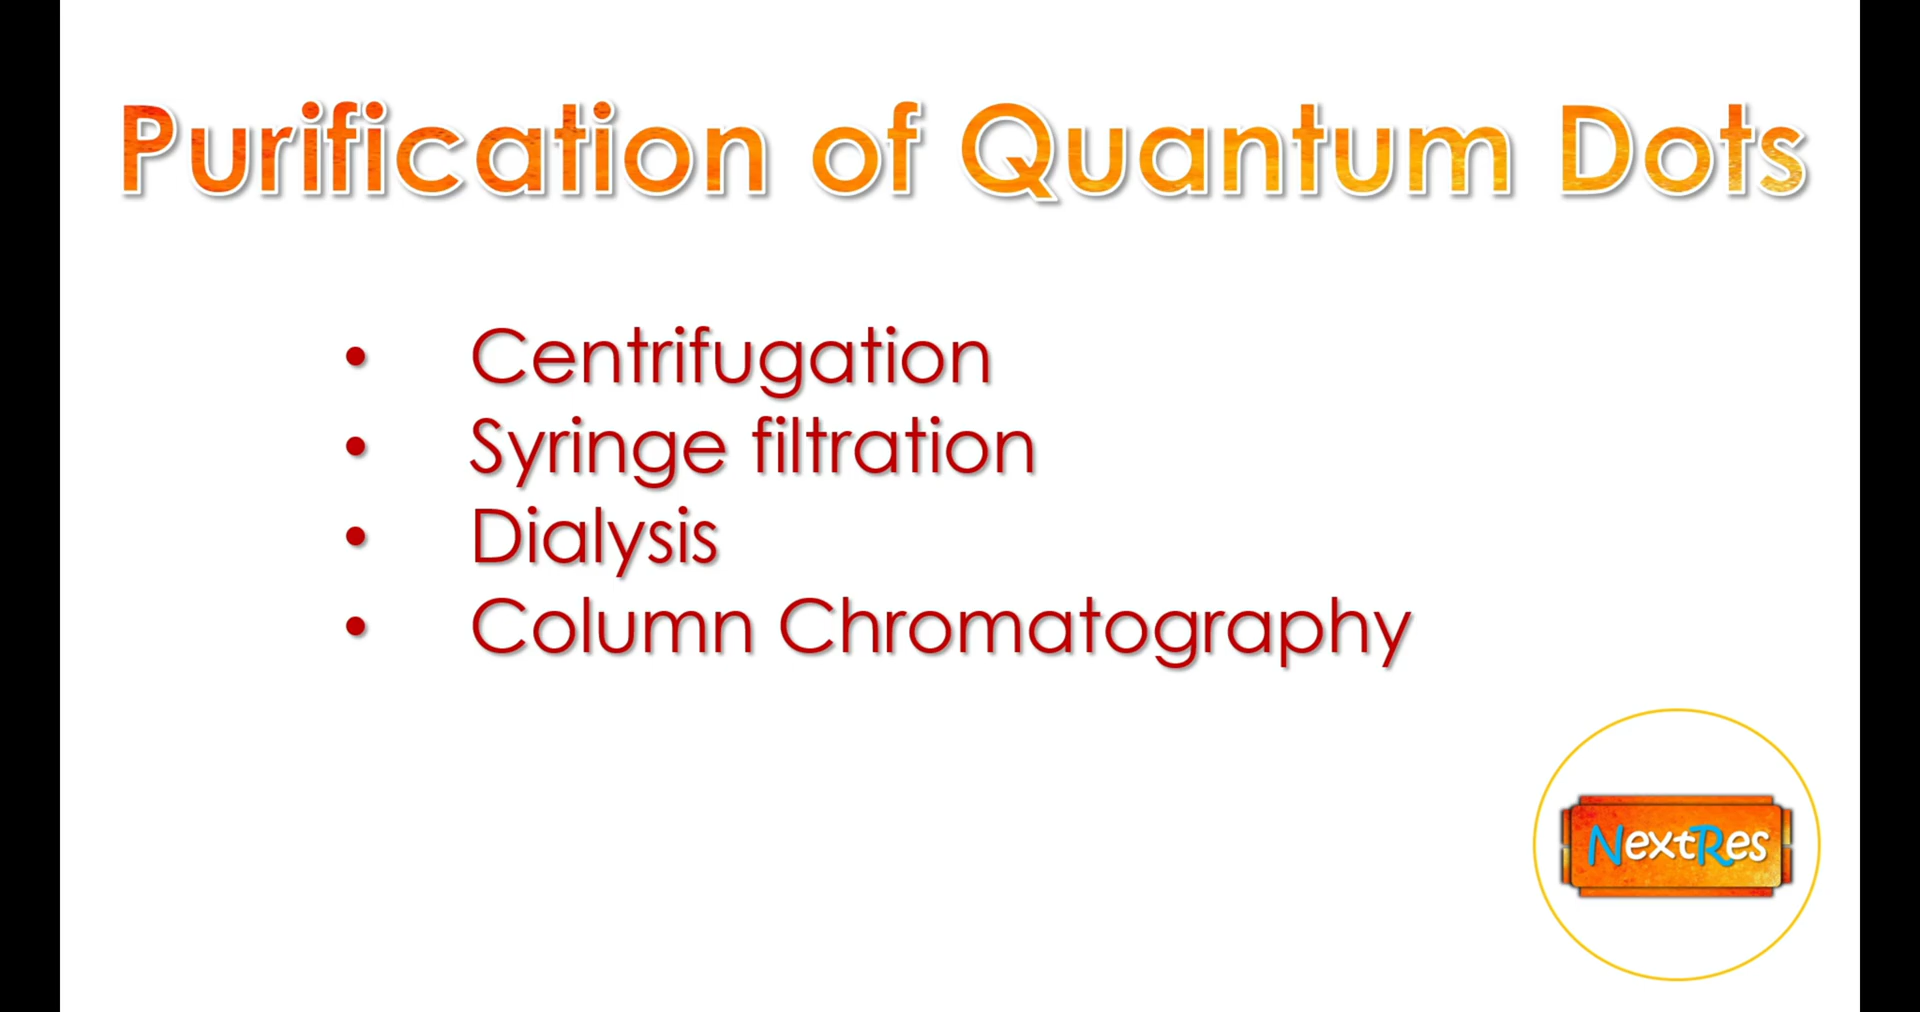 Purification of Quantum Dots
• Centrifugation
• Syringe filtration
• Dialysis
• Column Chromatography
NextRes